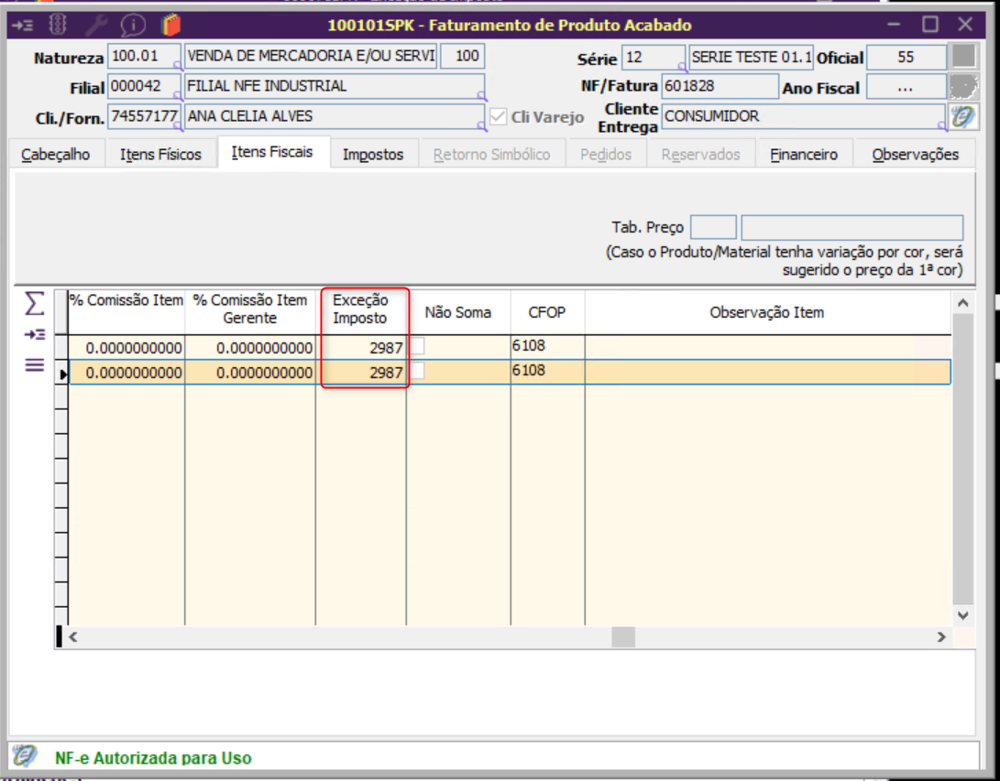 100101SPK - Faturamento de Produto Acabado
Natureza 100.01 VENDA DE MERCADORIA E/OU SERVI 100 Série 12 SERIE TESTE 01.1 Oficial 55
Filial 000042 FILIAL NFE INDUSTRIAL NF/Fatura 601828 Ano Fiscal ...
Cli./Forn. 74557177 ANA CLELIA ALVES Cli Varejo Cliente Entrega CONSUMIDOR
Cabeçalho Itens Físicos Itens Fiscais Impostos Retorno Simbólico Pedidos Reservados Financeiro Observações
Tab. Preço
(Caso o Produto/Material tenha variação por cor, será
sugerido o preço da 1ª cor)
% Comissão Item % Comissão Item Gerente Exceção Imposto Não Soma CFOP Observação Item
0.0000000000 0.0000000000 2987 6108
0.0000000000 0.0000000000 2987 6108
NF-e Autorizada para Uso